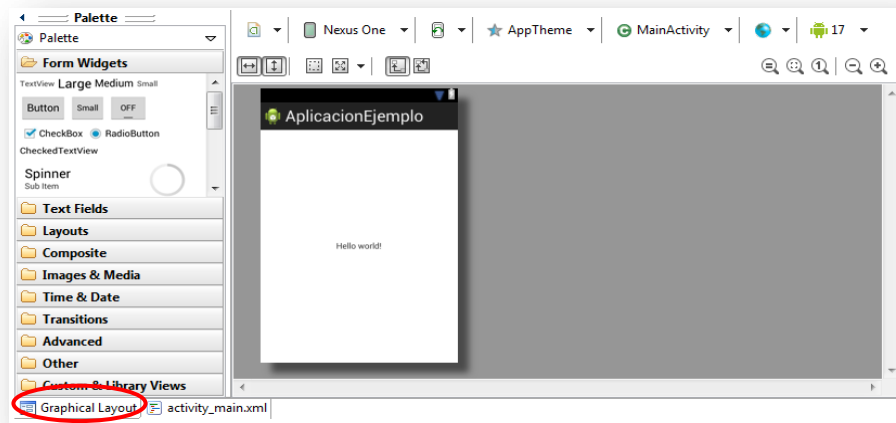 Palette
Palette
Form Widgets
TextView Large Medium Small
Button Small OFF
CheckBox RadioButton
CheckedTextView
Spinner
Sub Item
Text Fields
Layouts
Composite
Images & Media
Time & Date
Transitions
Advanced
Other
Custom & Library Views
Graphical Layout activity_main.xml
Nexus One AppTheme C MainActivity 17
1
AplicacionEjemplo
Hello world!